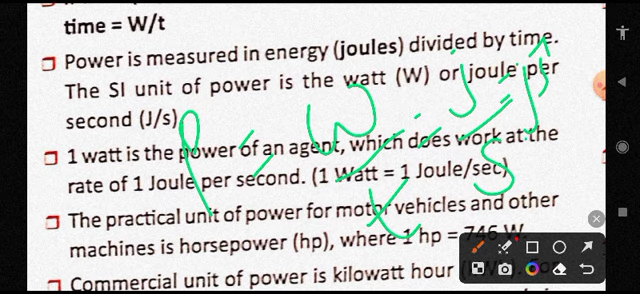 time = W/t
Power is measured in energy (joules) divided by time.
The SI unit of power is the watt (W) or joule per
second (J/s).
1 watt is the power of an agent, which does work at the
rate of 1 Joule per second. (1 Watt = 1 Joule/sec)
The practical unit of power for motor vehicles and other
machines is horsepower (hp), where 1 hp = 746 W.
Commercial unit of power is kilowatt hour
P = W
t
J
S